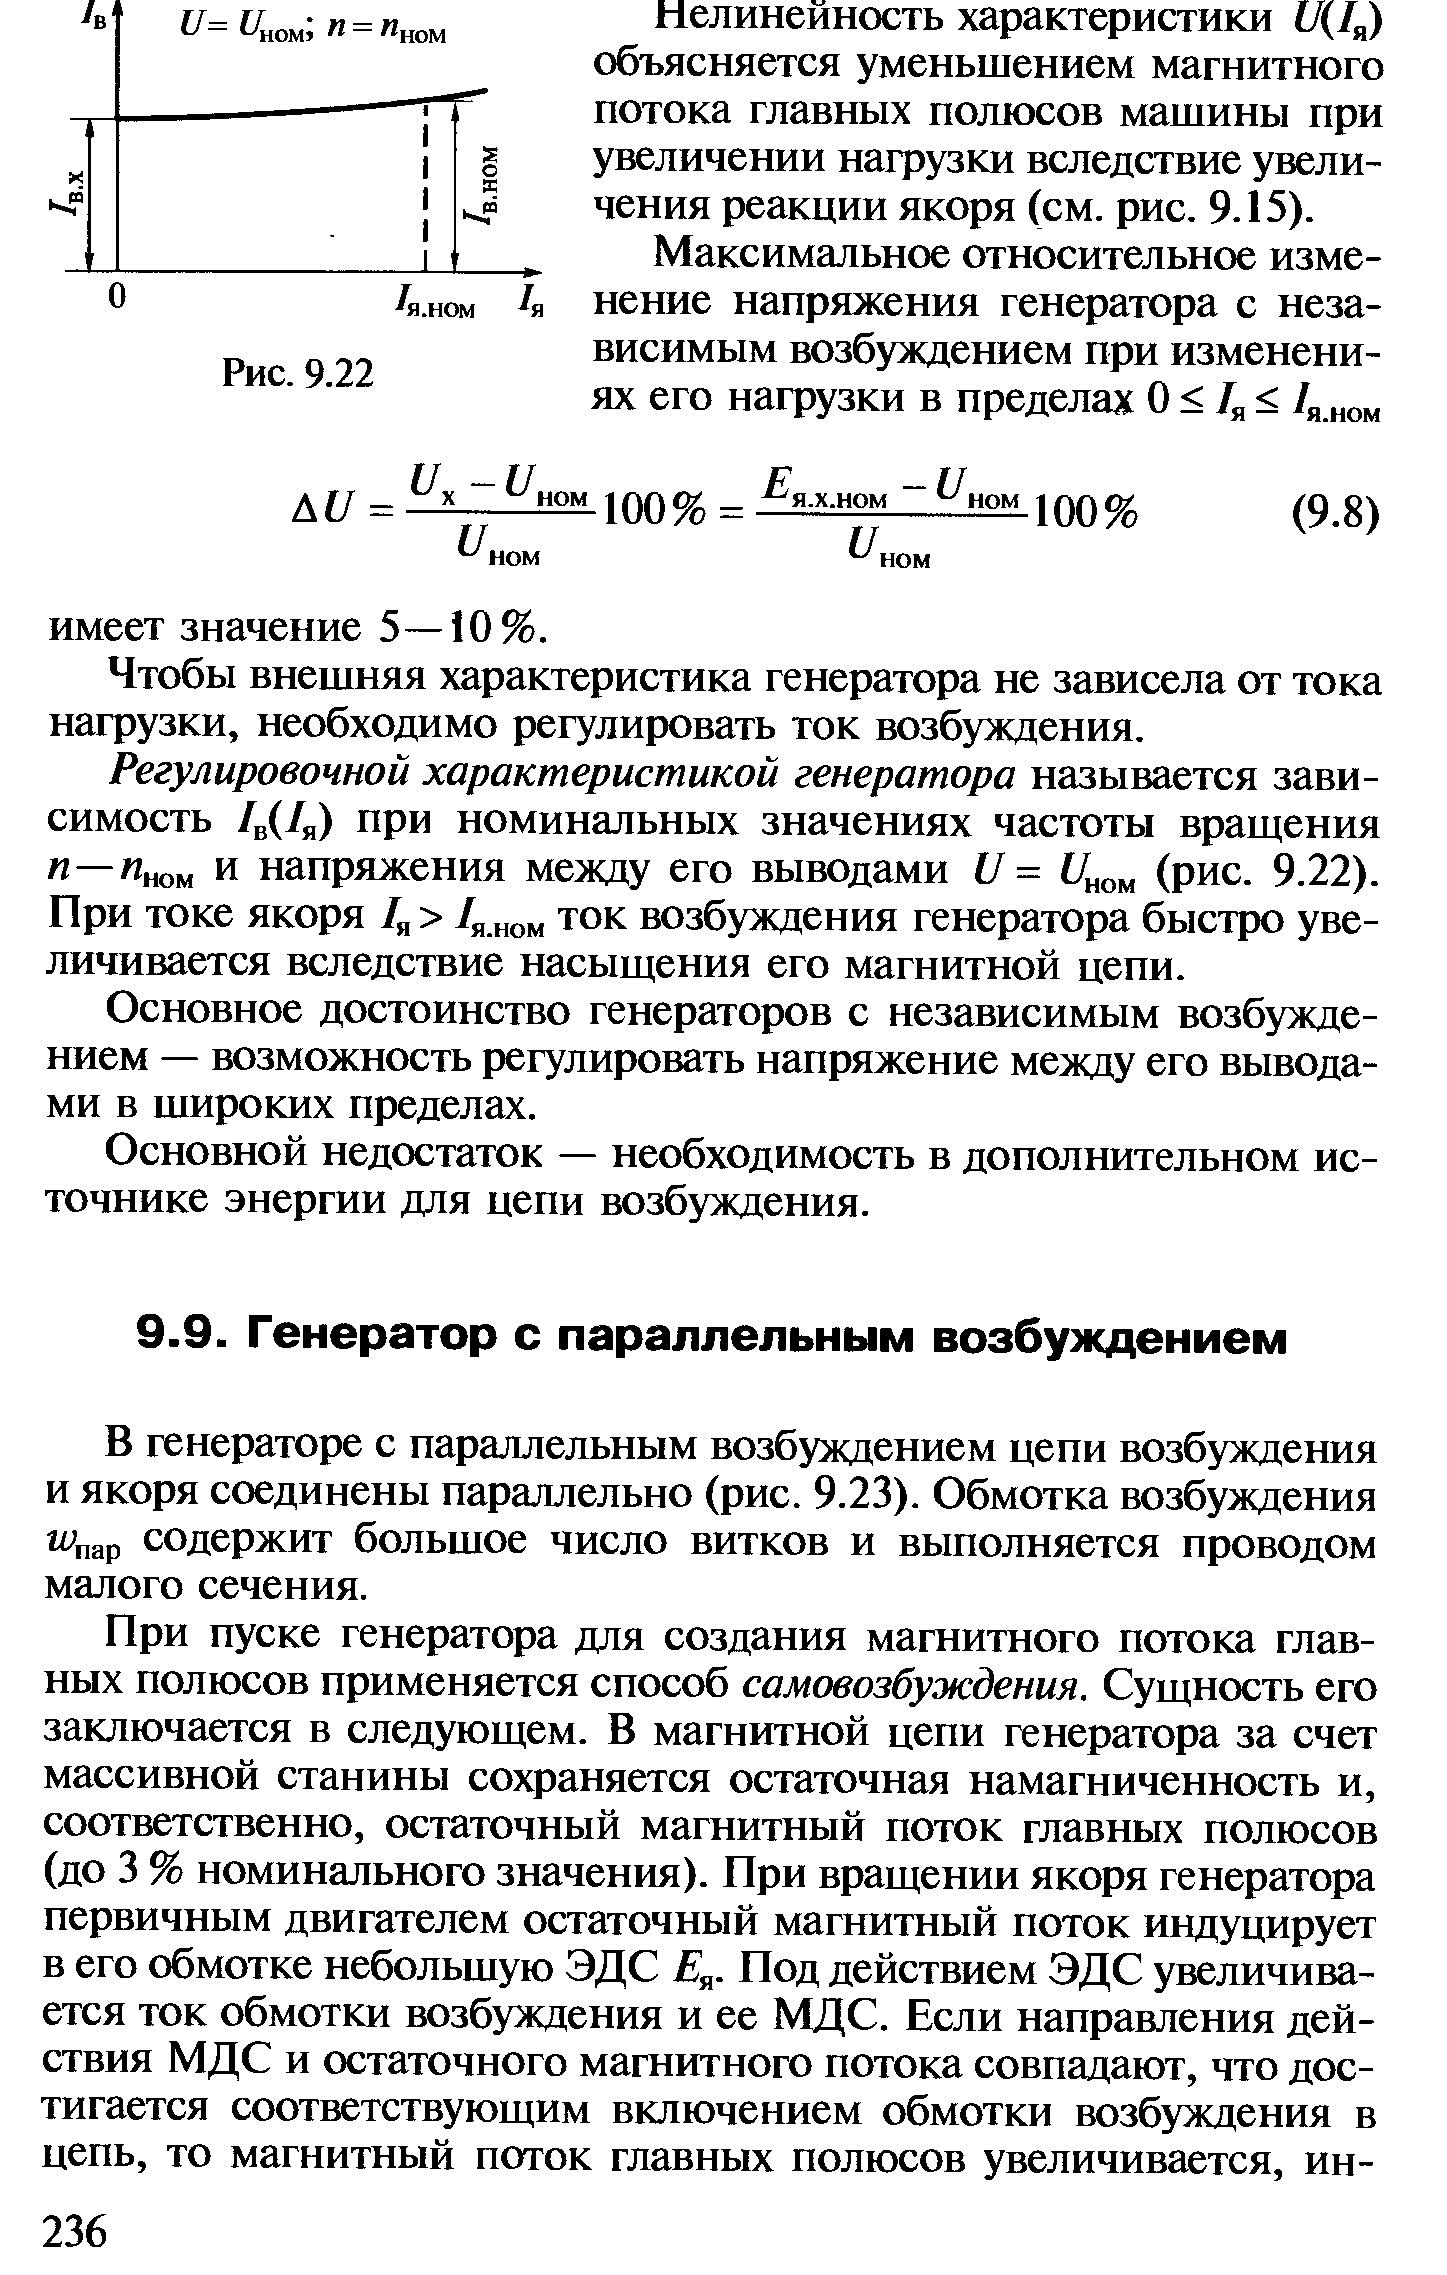 Iв
U = Uном; n = nном
Iв.х
Iв.ном
0
Iя.ном
Iя
Рис. 9.22
Нелинейность характеристики U(Iя)
объясняется уменьшением магнитного
потока главных полюсов машины при
увеличении нагрузки вследствие увели-
чения реакции якоря (см. рис. 9.15).
Максимальное относительное изме-
нение напряжения генератора с неза-
висимым возбуждением при изменени-
ях его нагрузки в пределах 0 ≤ Iя ≤ Iя.ном
ΔU = (Uх − Uном)/Uном 100% = (Eя.х.ном − Uном)/Uном 100% (9.8)
имеет значение 5—10 %.
Чтобы внешняя характеристика генератора не зависела от тока
нагрузки, необходимо регулировать ток возбуждения.
Регулировочной характеристикой генератора называется зави-
симость Iв(Iя) при номинальных значениях частоты вращения
n — nном и напряжения между его выводами U = Uном (рис. 9.22).
При токе якоря Iя > Iя.ном ток возбуждения генератора быстро уве-
личивается вследствие насыщения его магнитной цепи.
Основное достоинство генераторов с независимым возбужде-
нием — возможность регулировать напряжение между его вывода-
ми в широких пределах.
Основной недостаток — необходимость в дополнительном ис-
точнике энергии для цепи возбуждения.
9.9. Генератор с параллельным возбуждением
В генераторе с параллельным возбуждением цепи возбуждения
и якоря соединены параллельно (рис. 9.23). Обмотка возбуждения
wпар содержит большое число витков и выполняется проводом
малого сечения.
При пуске генератора для создания магнитного потока глав-
ных полюсов применяется способ самовозбуждения. Сущность его
заключается в следующем. В магнитной цепи генератора за счет
массивной станины сохраняется остаточная намагниченность и,
соответственно, остаточный магнитный поток главных полюсов
(до 3 % номинального значения). При вращении якоря генератора
первичным двигателем остаточный магнитный поток индуцирует
в его обмотке небольшую ЭДС Eя. Под действием ЭДС увеличива-
ется ток обмотки возбуждения и ее МДС. Если направления дей-
ствия МДС и остаточного магнитного потока совпадают, что дос-
тигается соответствующим включением обмотки возбуждения в
цепь, то магнитный поток главных полюсов увеличивается, ин-
236